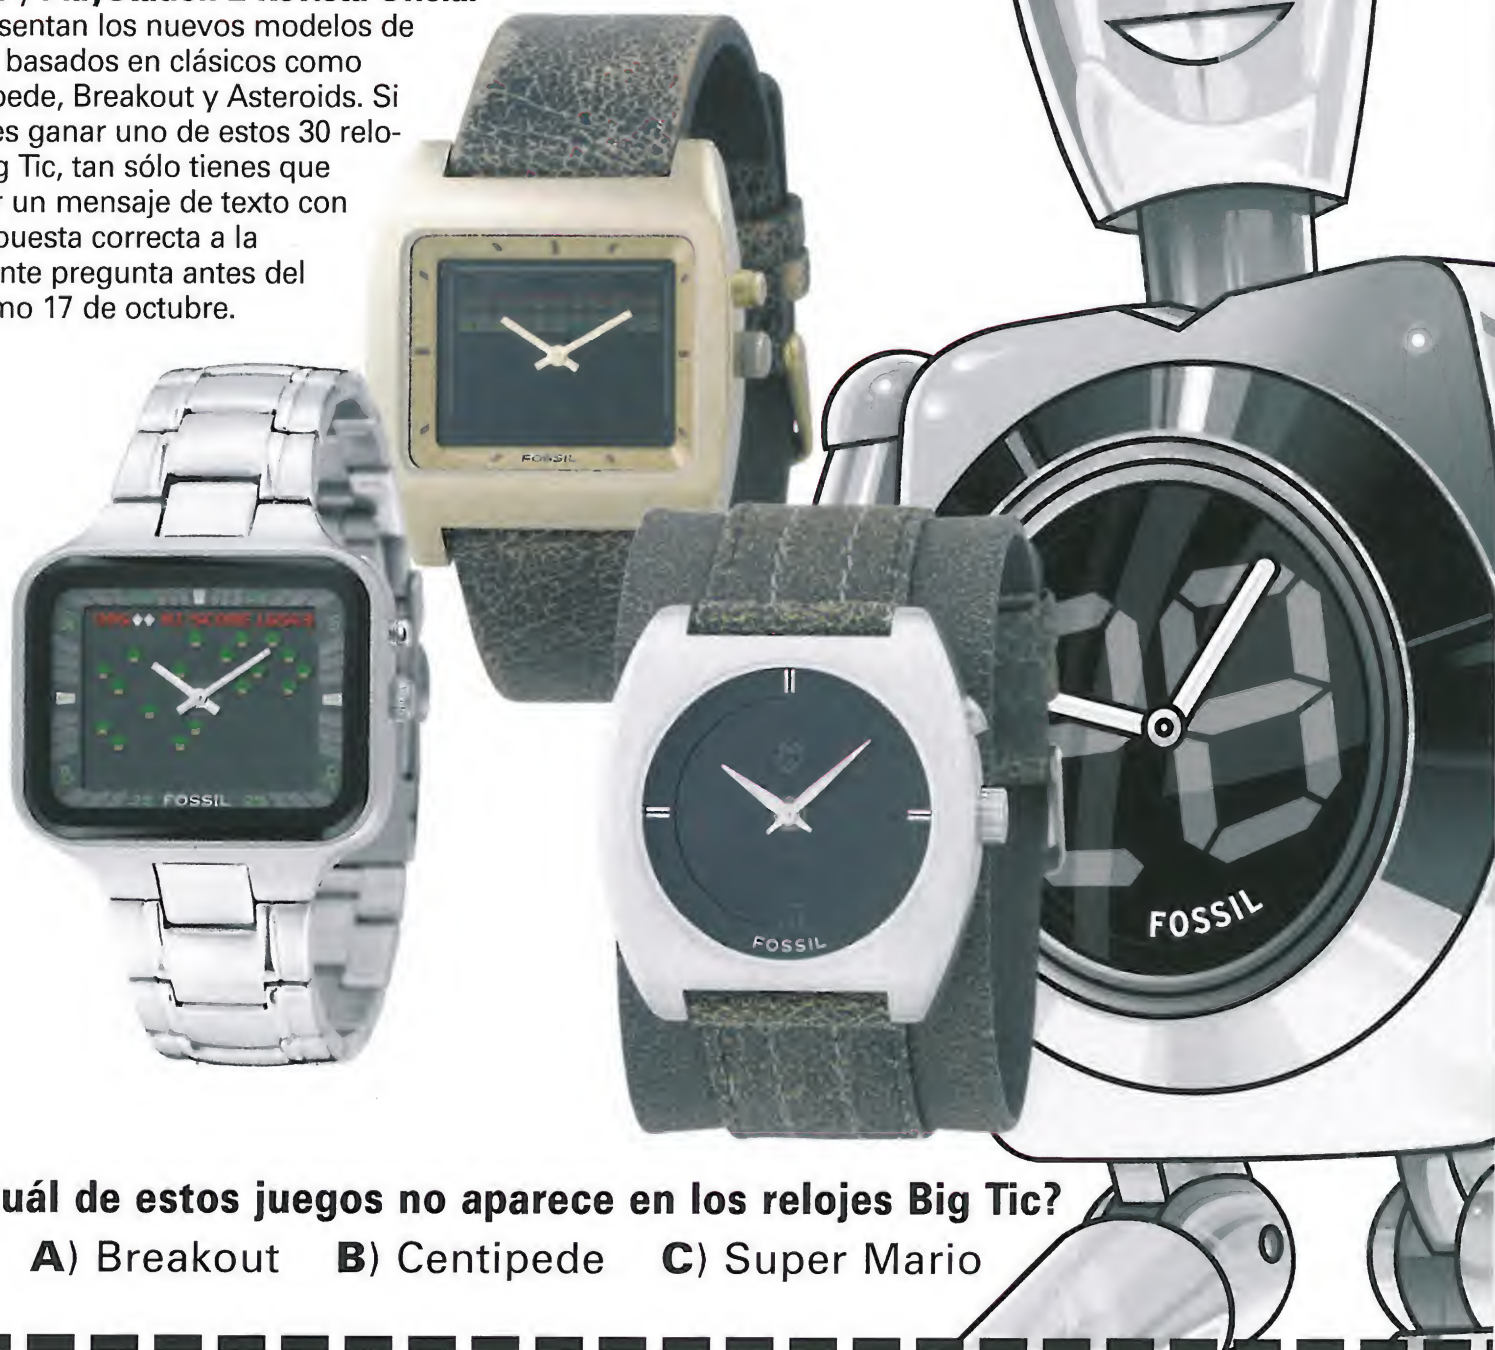 sentan los nuevos modelos de
basados en clásicos como
pede, Breakout y Asteroids. Si
es ganar uno de estos 30 relo-
g Tic, tan sólo tienes que
r un mensaje de texto con
puesta correcta a la
nte pregunta antes del
mo 17 de octubre.
FOSSIL
FOSSIL
FOSSIL
FOSSIL
uál de estos juegos no aparece en los relojes Big Tic?
A) Breakout B) Centipede C) Super Mario